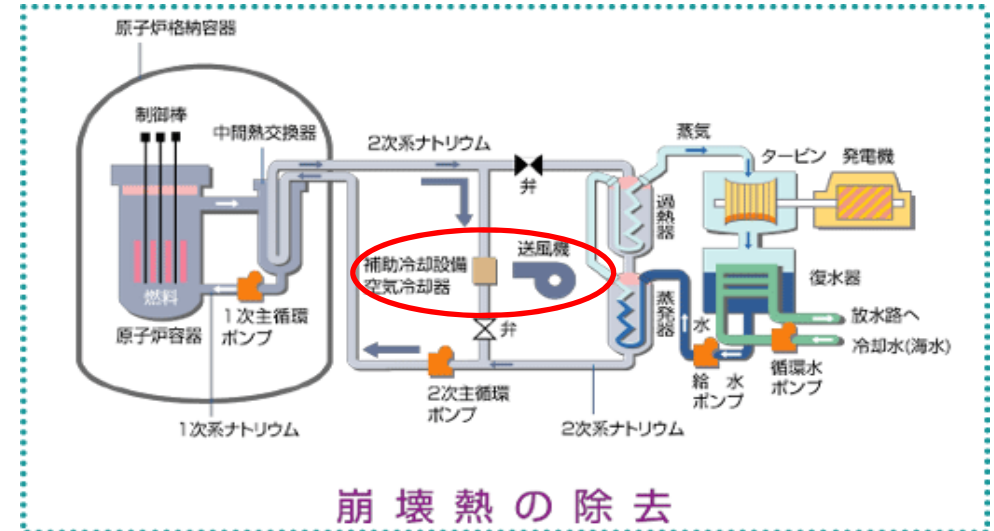 原子炉格納容器
制御棒
中間熱交換器
2次系ナトリウム
弁
蒸気
タービン
発電機
過熱器
送風機
補助冷却設備
空気冷却器
復水器
燃料
原子炉容器
1次主循環
ポンプ
弁
蒸発器
水
放水路へ
冷却水(海水)
2次主循環
ポンプ
給 水
ポンプ
循環水
ポンプ
1次系ナトリウム
2次系ナトリウム
崩壊熱の除去